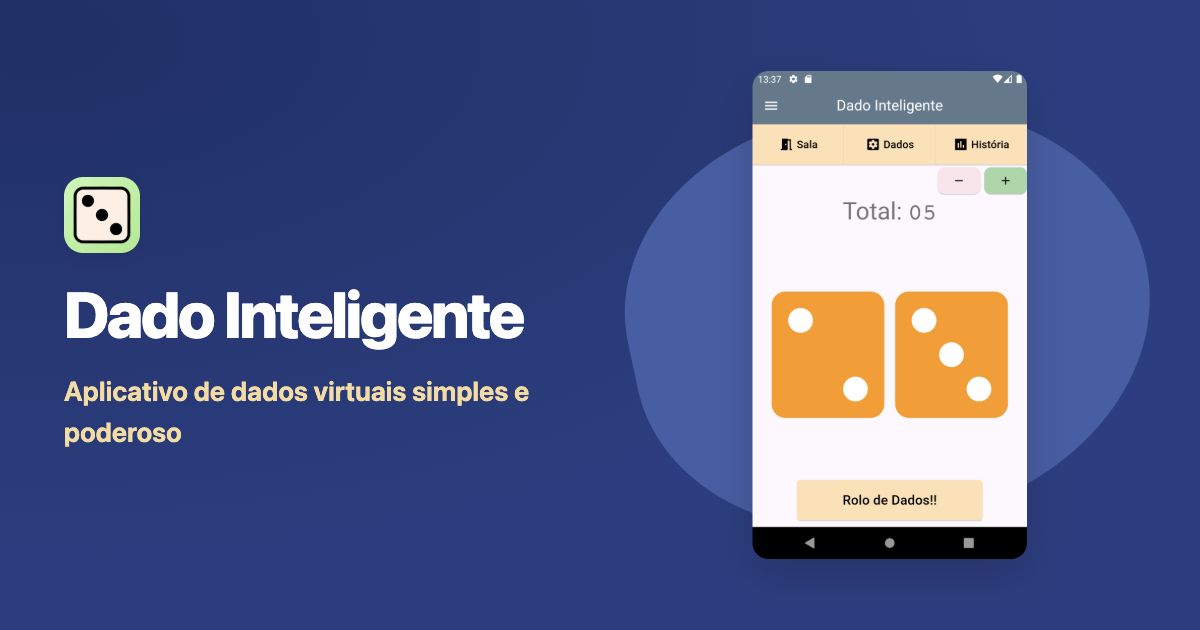 Dado Inteligente
Aplicativo de dados virtuais simples e
poderoso
13:37
Dado Inteligente
Sala
Dados
História
−
+
Total: 05
Rolo de Dados!!